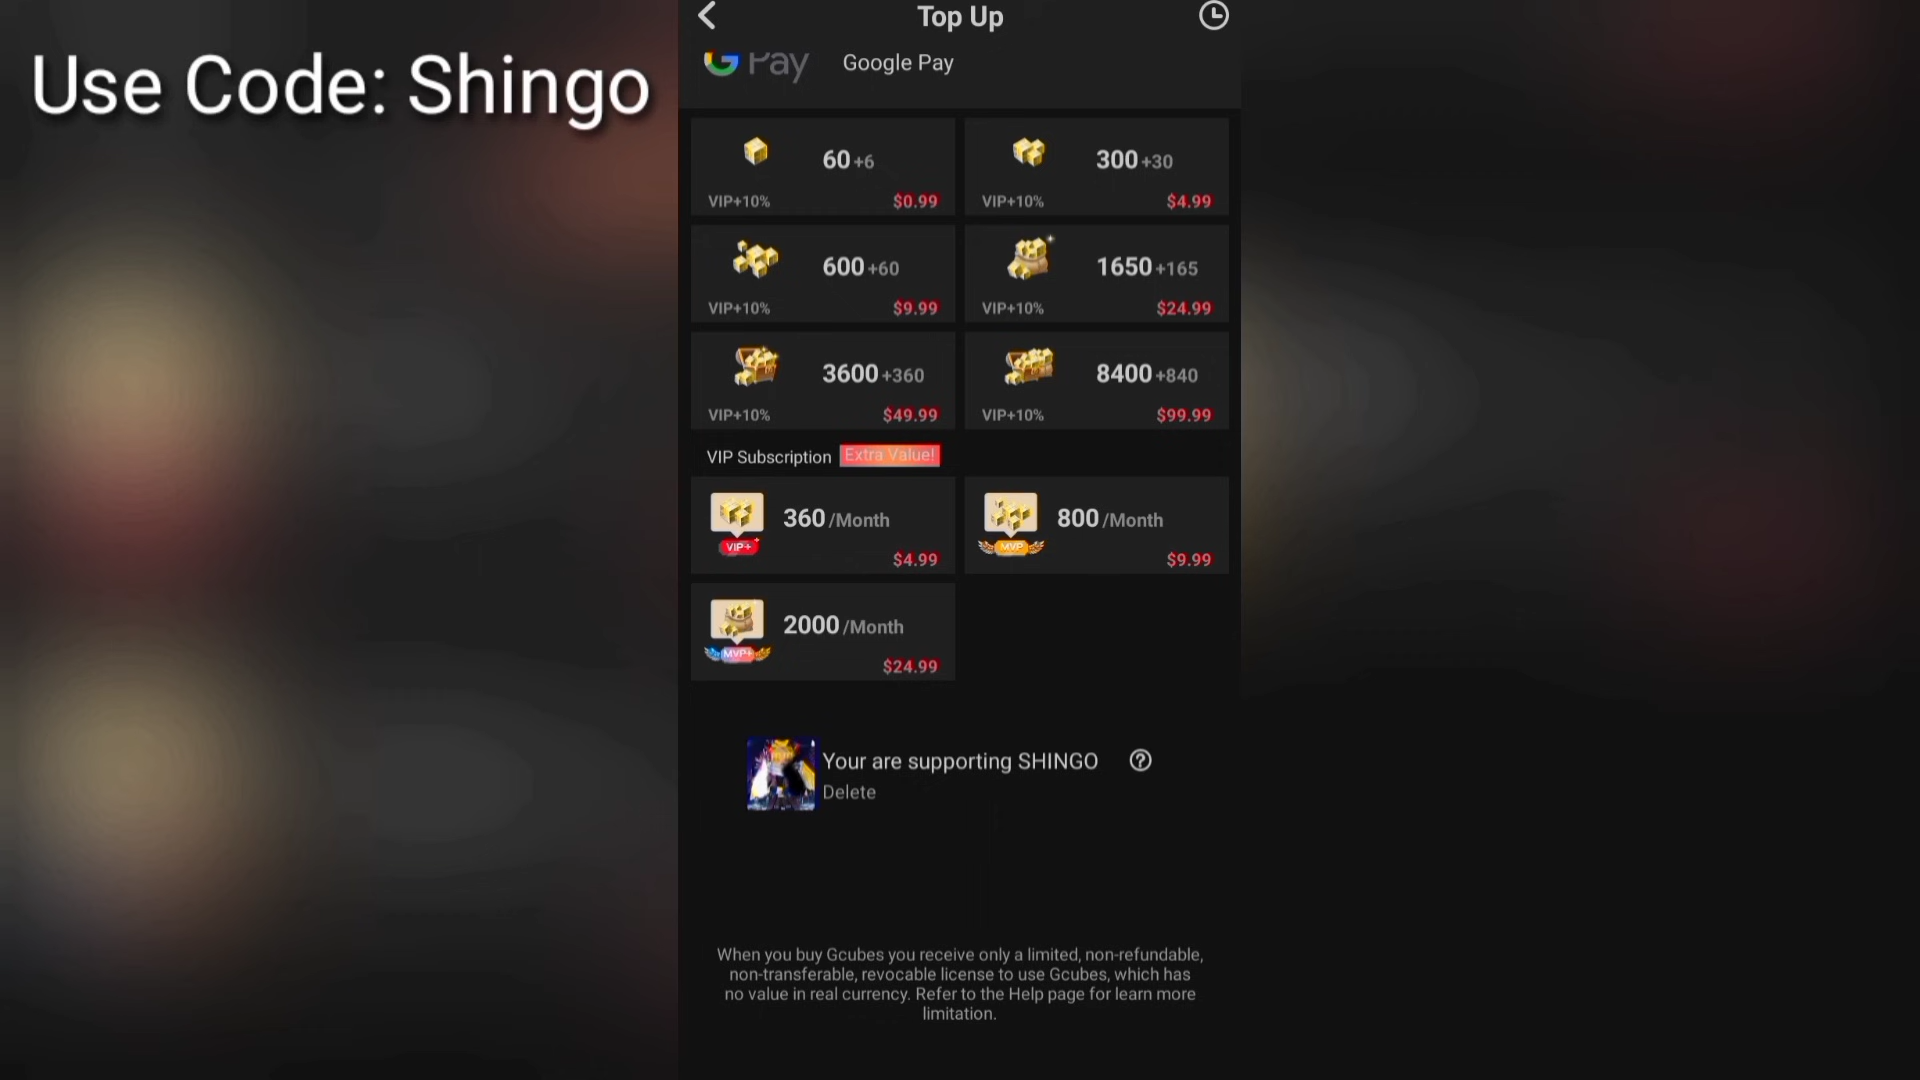 Use Code: Shingo
Top Up
G Pay Google Pay
60+6
VIP+10% $0.99
300+30
VIP+10% $4.99
600+60
VIP+10% $9.99
1650+165
VIP+10% $24.99
3600+360
VIP+10% $49.99
8400+840
VIP+10% $99.99
VIP Subscription Extra Value!
360/Month
VIP+ $4.99
800/Month
MVP $9.99
2000/Month
MVP+ $24.99
Your are supporting SHINGO ?
Delete
When you buy Gcubes you receive only a limited, non-refundable,
non-transferable, revocable license to use Gcubes, which has
no value in real currency. Refer to the Help page for learn more
limitation.